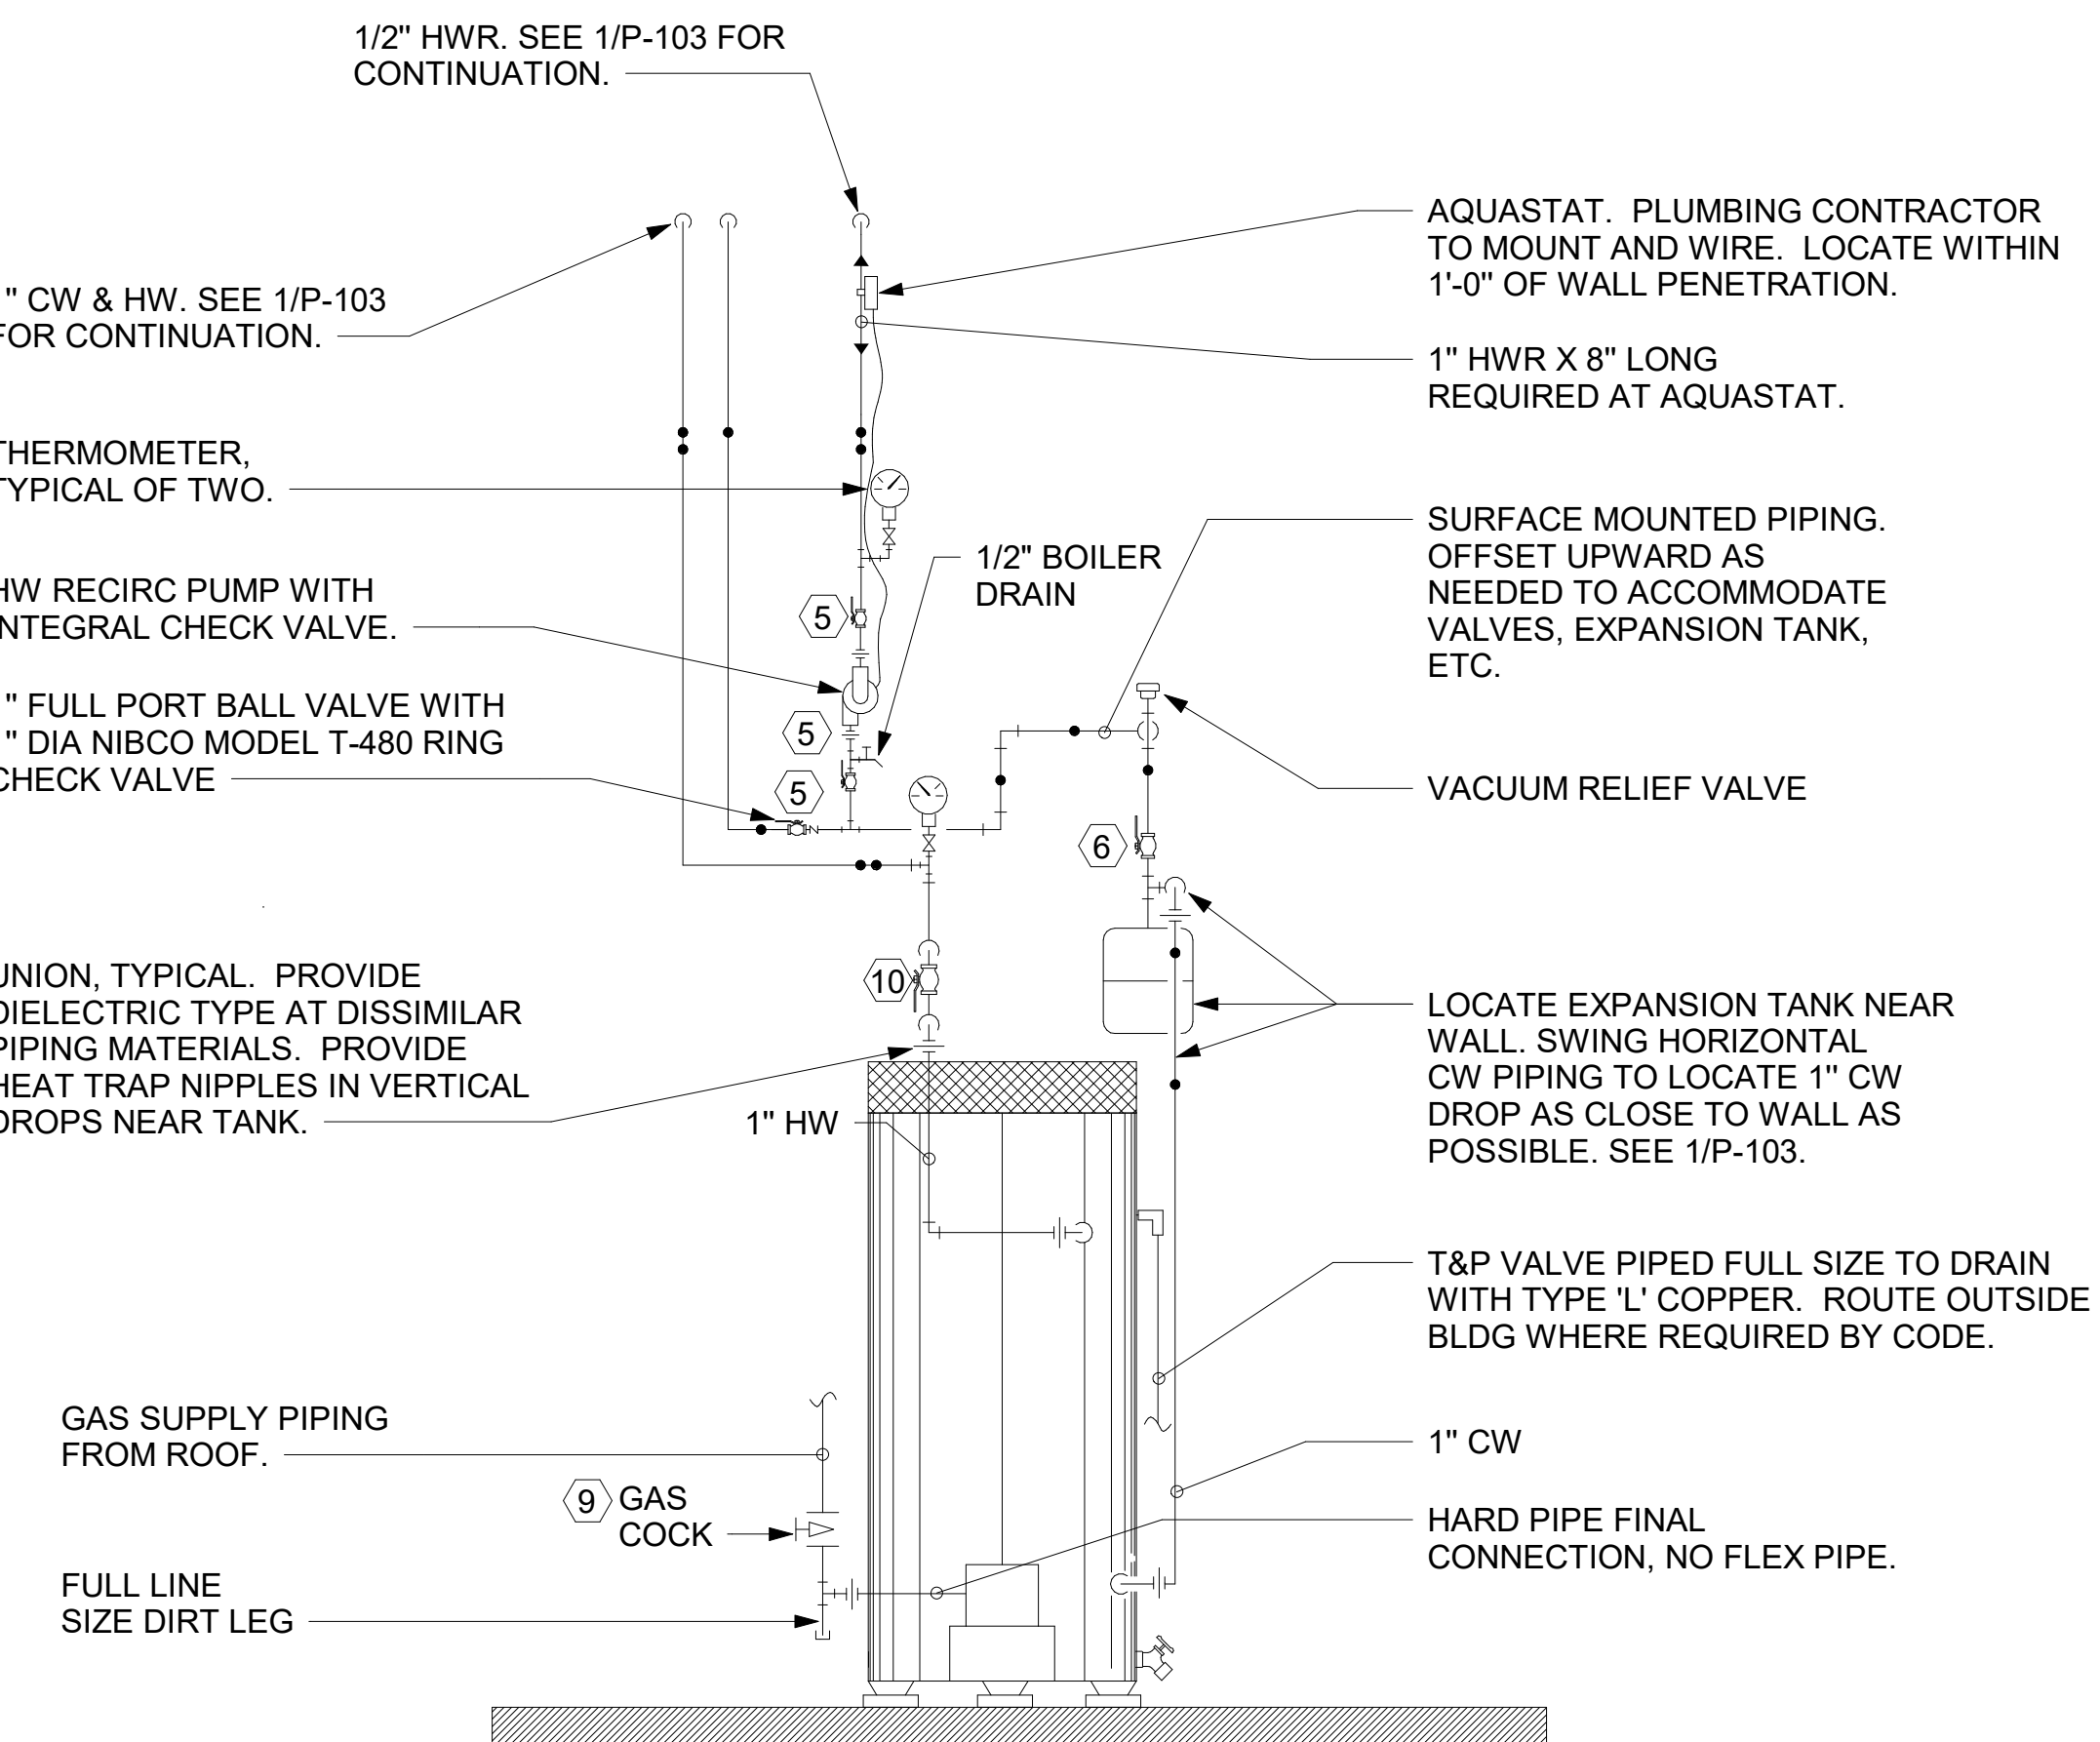 1/2" HWR. SEE 1/P-103 FOR
CONTINUATION.
" CW & HW. SEE 1/P-103
FOR CONTINUATION.
THERMOMETER,
TYPICAL OF TWO.
HW RECIRC PUMP WITH
INTEGRAL CHECK VALVE.
" FULL PORT BALL VALVE WITH
" DIA NIBCO MODEL T-480 RING
CHECK VALVE
UNION, TYPICAL. PROVIDE
DIELECTRIC TYPE AT DISSIMILAR
PIPING MATERIALS. PROVIDE
HEAT TRAP NIPPLES IN VERTICAL
DROPS NEAR TANK.
1" HW
GAS SUPPLY PIPING
FROM ROOF.
9 GAS
COCK
FULL LINE
SIZE DIRT LEG
5
5
5
10
6
1/2" BOILER
DRAIN
AQUASTAT. PLUMBING CONTRACTOR
TO MOUNT AND WIRE. LOCATE WITHIN
1'-0" OF WALL PENETRATION.
1" HWR X 8" LONG
REQUIRED AT AQUASTAT.
SURFACE MOUNTED PIPING.
OFFSET UPWARD AS
NEEDED TO ACCOMMODATE
VALVES, EXPANSION TANK,
ETC.
VACUUM RELIEF VALVE
LOCATE EXPANSION TANK NEAR
WALL. SWING HORIZONTAL
CW PIPING TO LOCATE 1" CW
DROP AS CLOSE TO WALL AS
POSSIBLE. SEE 1/P-103.
T&P VALVE PIPED FULL SIZE TO DRAIN
WITH TYPE 'L' COPPER. ROUTE OUTSIDE
BLDG WHERE REQUIRED BY CODE.
1" CW
HARD PIPE FINAL
CONNECTION, NO FLEX PIPE.